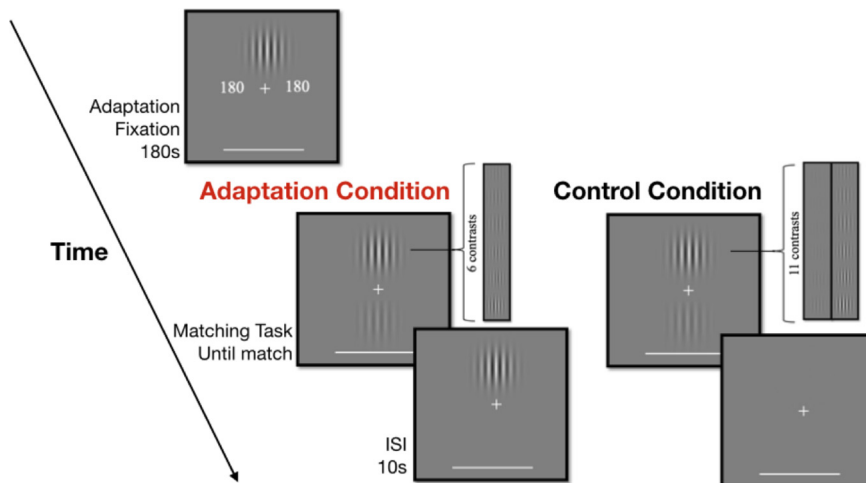 180 + 180
Adaptation
Fixation
180s
Adaptation Condition
Control Condition
Time
6 contrasts
11 contrasts
Matching Task
Until match
ISI
10s